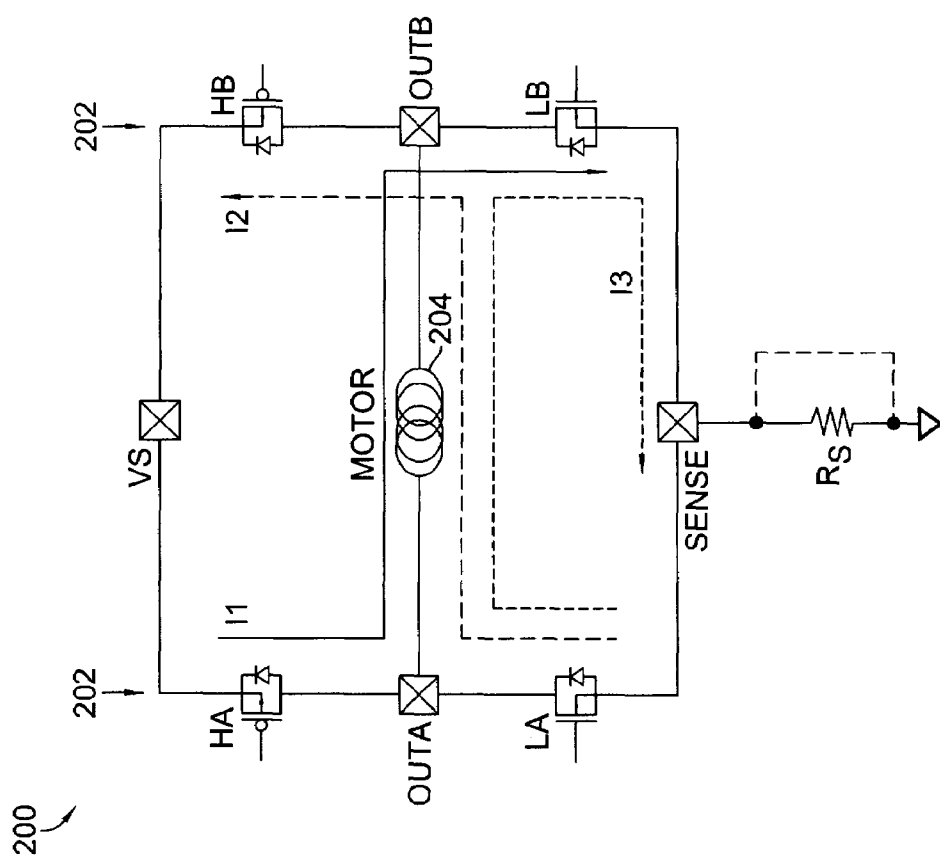 200
202
202
VS
HA
HB
I1
I2
MOTOR
204
OUTA
OUTB
I3
LA
LB
SENSE
RS